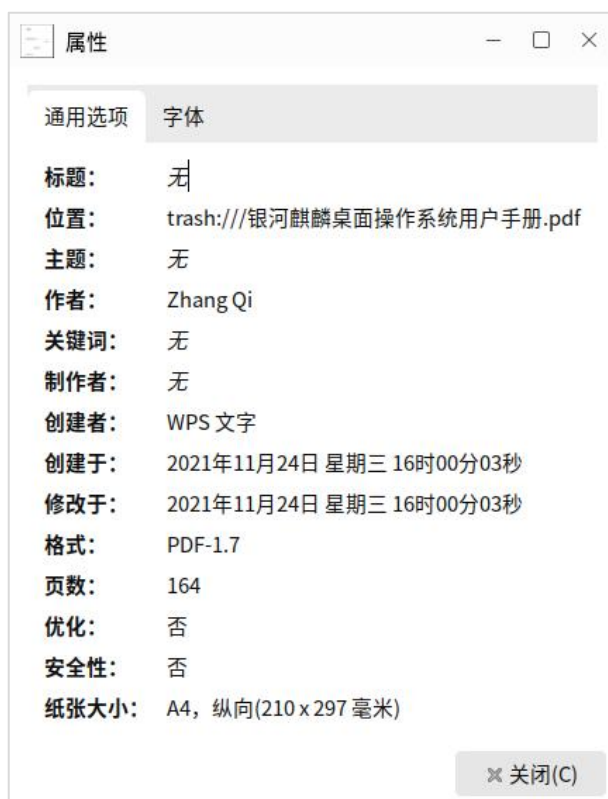 属性
通用选项 字体
标题： 无
位置： trash:///银河麒麟桌面操作系统用户手册.pdf
主题： 无
作者： Zhang Qi
关键词： 无
制作者： 无
创建者： WPS 文字
创建于： 2021年11月24日 星期三 16时00分03秒
修改于： 2021年11月24日 星期三 16时00分03秒
格式： PDF-1.7
页数： 164
优化： 否
安全性： 否
纸张大小： A4，纵向(210 x 297 毫米)
关闭(C)